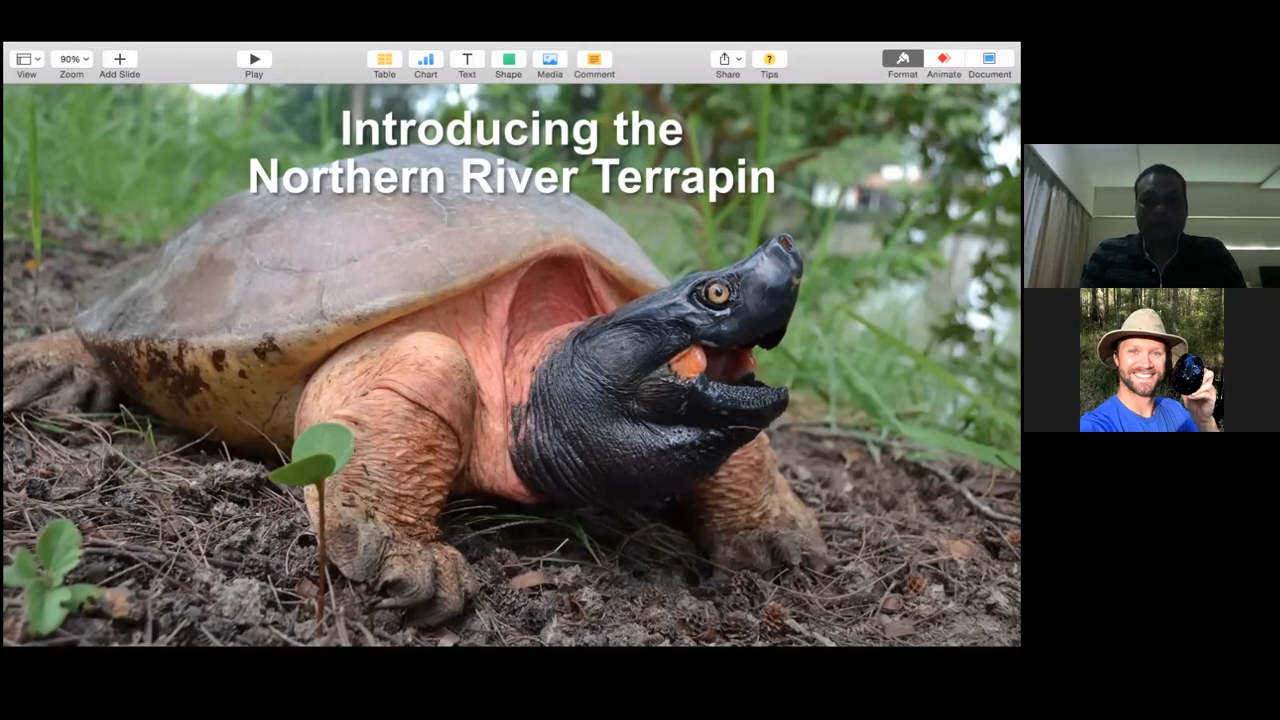 90%
View
Zoom
Add Slide
Play
Table
Chart
Text
Shape
Media
Comment
Share
Tips
Format
Animate
Document
Introducing the
Northern River Terrapin